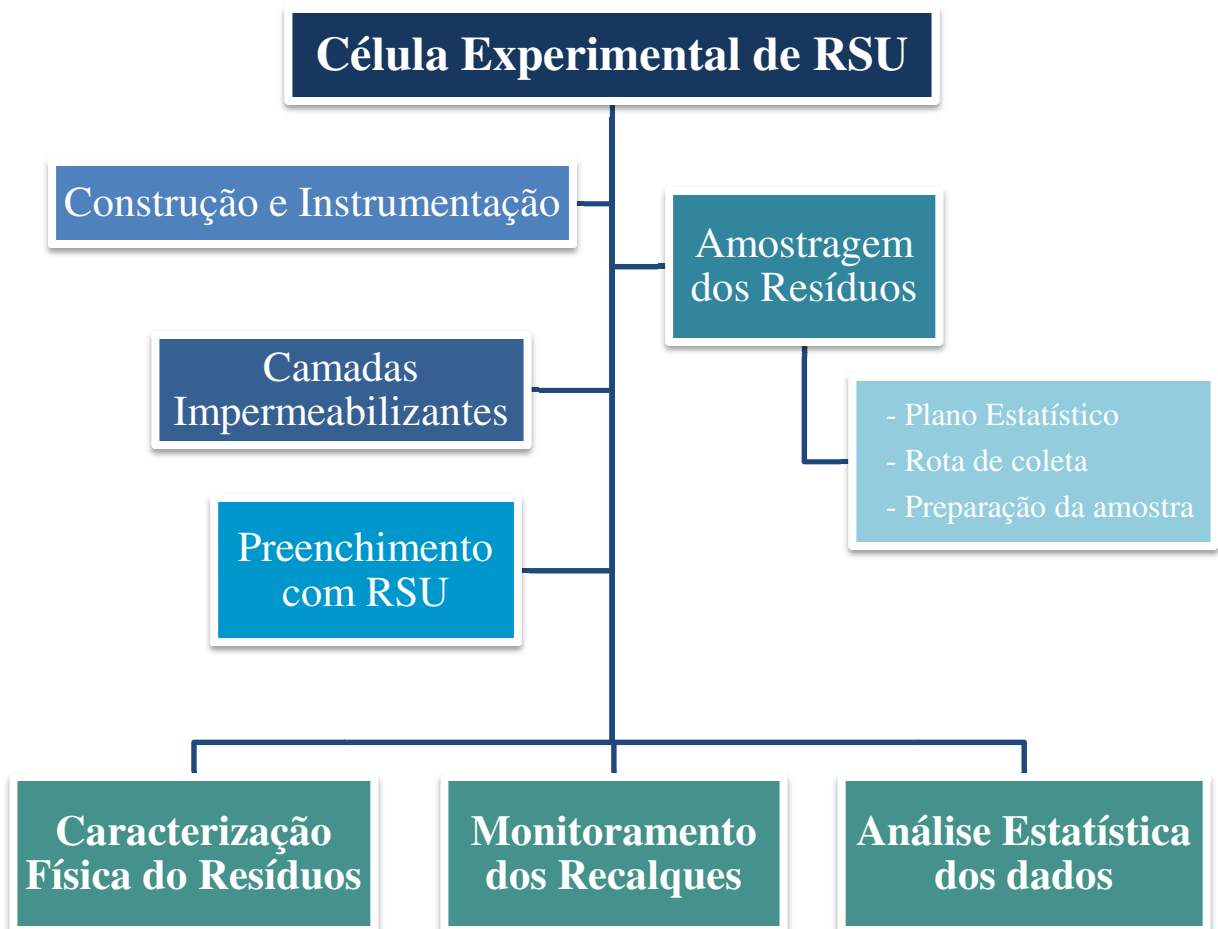 Célula Experimental de RSU
Construção e Instrumentação
Amostragem
dos Resíduos
Camadas
Impermeabilizantes
- Plano Estatístico
- Rota de coleta
- Preparação da amostra
Preenchimento
com RSU
Caracterização
Física do Resíduos
Monitoramento
dos Recalques
Análise Estatística
dos dados